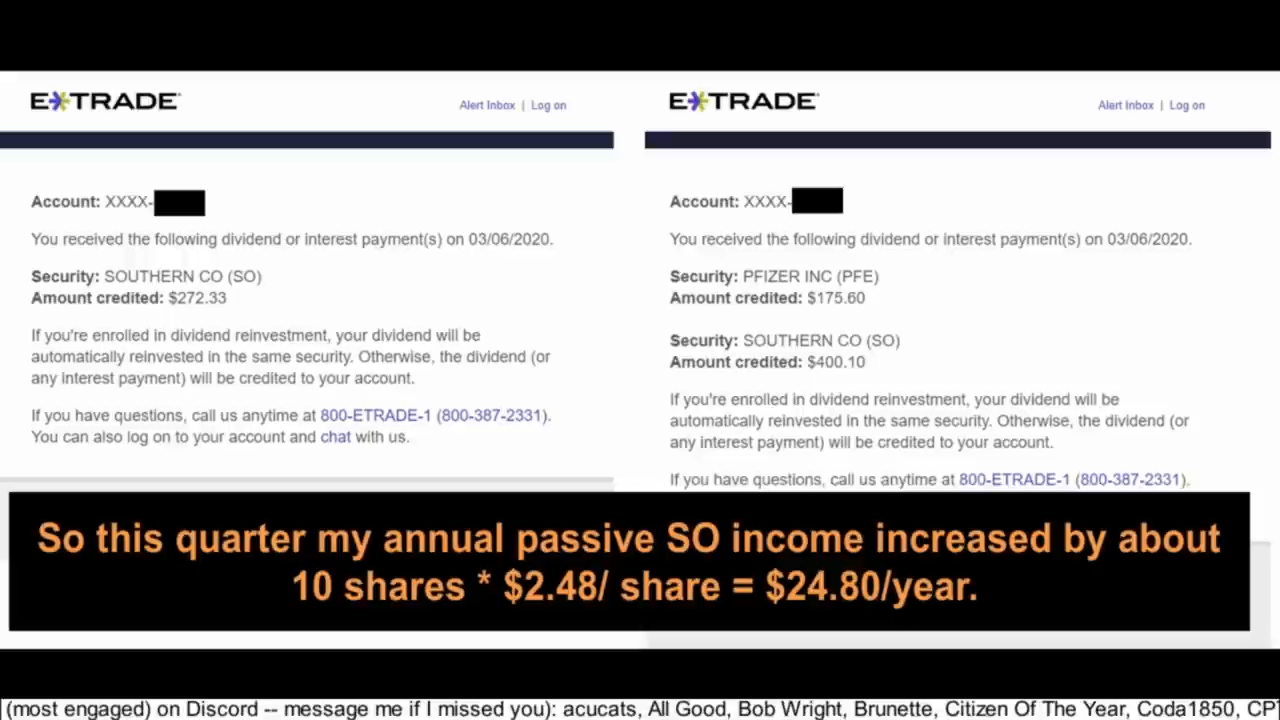 E*TRADE
Alert Inbox | Log on
Account: XXXX-
You received the following dividend or interest payment(s) on 03/06/2020.
Security: SOUTHERN CO (SO)
Amount credited: $272.33
If you're enrolled in dividend reinvestment, your dividend will be
automatically reinvested in the same security. Otherwise, the dividend (or
any interest payment) will be credited to your account.
If you have questions, call us anytime at 800-ETRADE-1 (800-387-2331).
You can also log on to your account and chat with us.
E*TRADE
Alert Inbox | Log on
Account: XXXX-
You received the following dividend or interest payment(s) on 03/06/2020.
Security: PFIZER INC (PFE)
Amount credited: $175.60
Security: SOUTHERN CO (SO)
Amount credited: $400.10
If you're enrolled in dividend reinvestment, your dividend will be
automatically reinvested in the same security. Otherwise, the dividend (or
any interest payment) will be credited to your account.
If you have questions, call us anytime at 800-ETRADE-1 (800-387-2331).
So this quarter my annual passive SO income increased by about
10 shares * $2.48/ share = $24.80/year.
(most engaged) on Discord -- message me if I missed you): acucats, All Good, Bob Wright, Brunette, Citizen Of The Year, Coda1850, CP